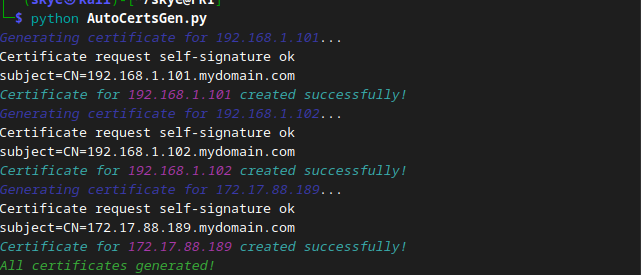 (skye㉿kali)-[~/skye@PKI]
$ python AutoCertsGen.py
Generating certificate for 192.168.1.101...
Certificate request self-signature ok
subject=CN=192.168.1.101.mydomain.com
Certificate for 192.168.1.101 created successfully!
Generating certificate for 192.168.1.102...
Certificate request self-signature ok
subject=CN=192.168.1.102.mydomain.com
Certificate for 192.168.1.102 created successfully!
Generating certificate for 172.17.88.189...
Certificate request self-signature ok
subject=CN=172.17.88.189.mydomain.com
Certificate for 172.17.88.189 created successfully!
All certificates generated!